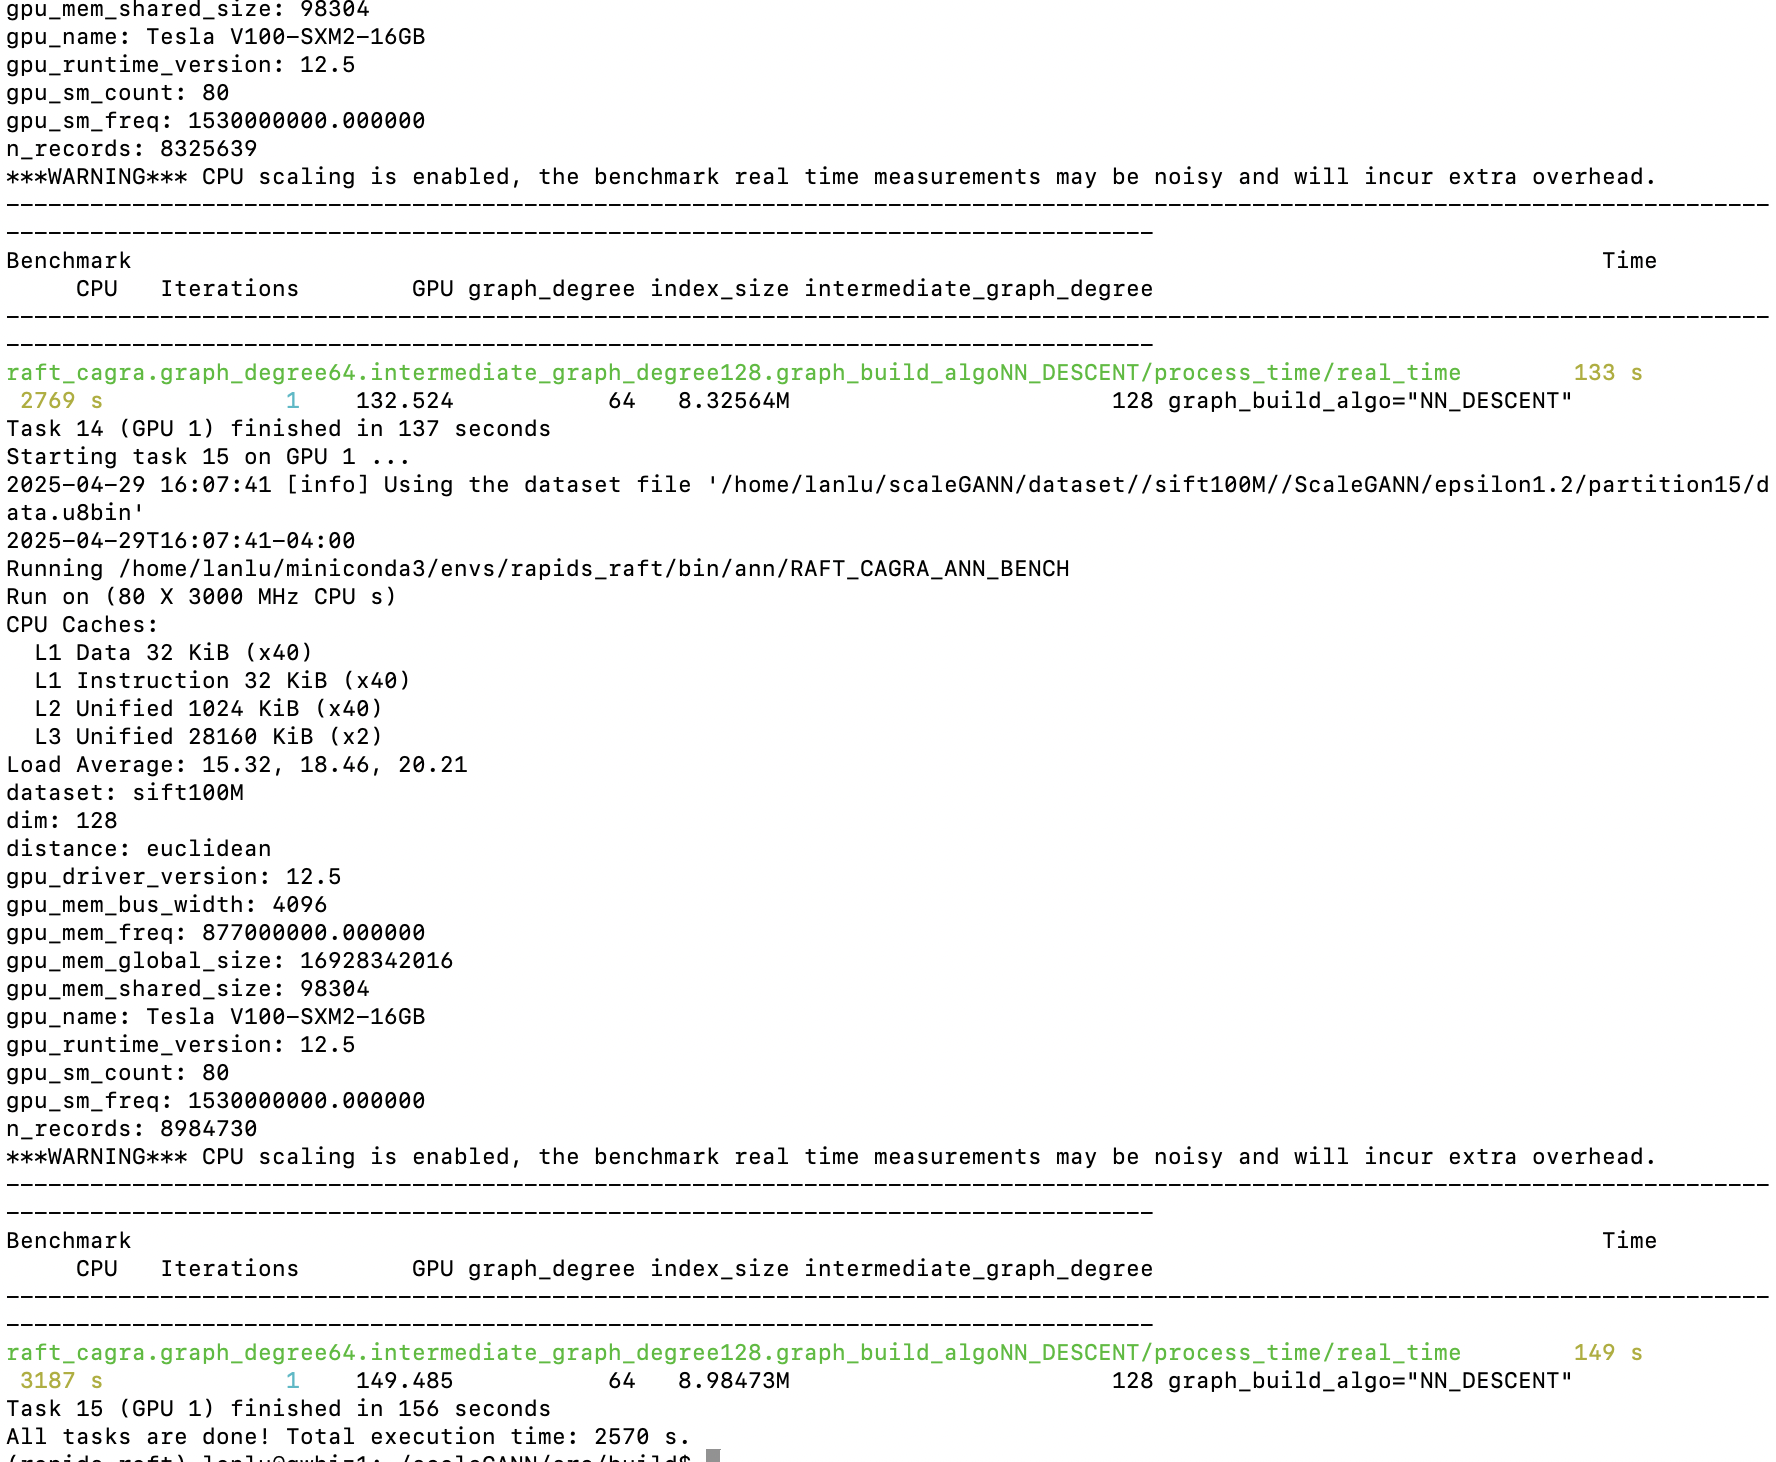 gpu_mem_shared_size: 98304
gpu_name: Tesla V100-SXM2-16GB
gpu_runtime_version: 12.5
gpu_sm_count: 80
gpu_sm_freq: 1530000000.000000
n_records: 8325639
***WARNING*** CPU scaling is enabled, the benchmark real time measurements may be noisy and will incur extra overhead.
------------------------------------------------------------------------------------------------------------------------------
----------------------------------------------------------------------------------
Benchmark Time
CPU Iterations GPU graph_degree index_size intermediate_graph_degree
------------------------------------------------------------------------------------------------------------------------------
----------------------------------------------------------------------------------
raft_cagra.graph_degree64.intermediate_graph_degree128.graph_build_algoNN_DESCENT/process_time/real_time 133 s
2769 s 1 132.524 64 8.32564M 128 graph_build_algo="NN_DESCENT"
Task 14 (GPU 1) finished in 137 seconds
Starting task 15 on GPU 1 ...
2025-04-29 16:07:41 [info] Using the dataset file '/home/lanlu/scaleGANN/dataset//sift100M//ScaleGANN/epsilon1.2/partition15/d
ata.u8bin'
2025-04-29T16:07:41-04:00
Running /home/lanlu/miniconda3/envs/rapids_raft/bin/ann/RAFT_CAGRA_ANN_BENCH
Run on (80 X 3000 MHz CPU s)
CPU Caches:
L1 Data 32 KiB (x40)
L1 Instruction 32 KiB (x40)
L2 Unified 1024 KiB (x40)
L3 Unified 28160 KiB (x2)
Load Average: 15.32, 18.46, 20.21
dataset: sift100M
dim: 128
distance: euclidean
gpu_driver_version: 12.5
gpu_mem_bus_width: 4096
gpu_mem_freq: 877000000.000000
gpu_mem_global_size: 16928342016
gpu_mem_shared_size: 98304
gpu_name: Tesla V100-SXM2-16GB
gpu_runtime_version: 12.5
gpu_sm_count: 80
gpu_sm_freq: 1530000000.000000
n_records: 8984730
***WARNING*** CPU scaling is enabled, the benchmark real time measurements may be noisy and will incur extra overhead.
------------------------------------------------------------------------------------------------------------------------------
----------------------------------------------------------------------------------
Benchmark Time
CPU Iterations GPU graph_degree index_size intermediate_graph_degree
------------------------------------------------------------------------------------------------------------------------------
----------------------------------------------------------------------------------
raft_cagra.graph_degree64.intermediate_graph_degree128.graph_build_algoNN_DESCENT/process_time/real_time 149 s
3187 s 1 149.485 64 8.98473M 128 graph_build_algo="NN_DESCENT"
Task 15 (GPU 1) finished in 156 seconds
All tasks are done! Total execution time: 2570 s.